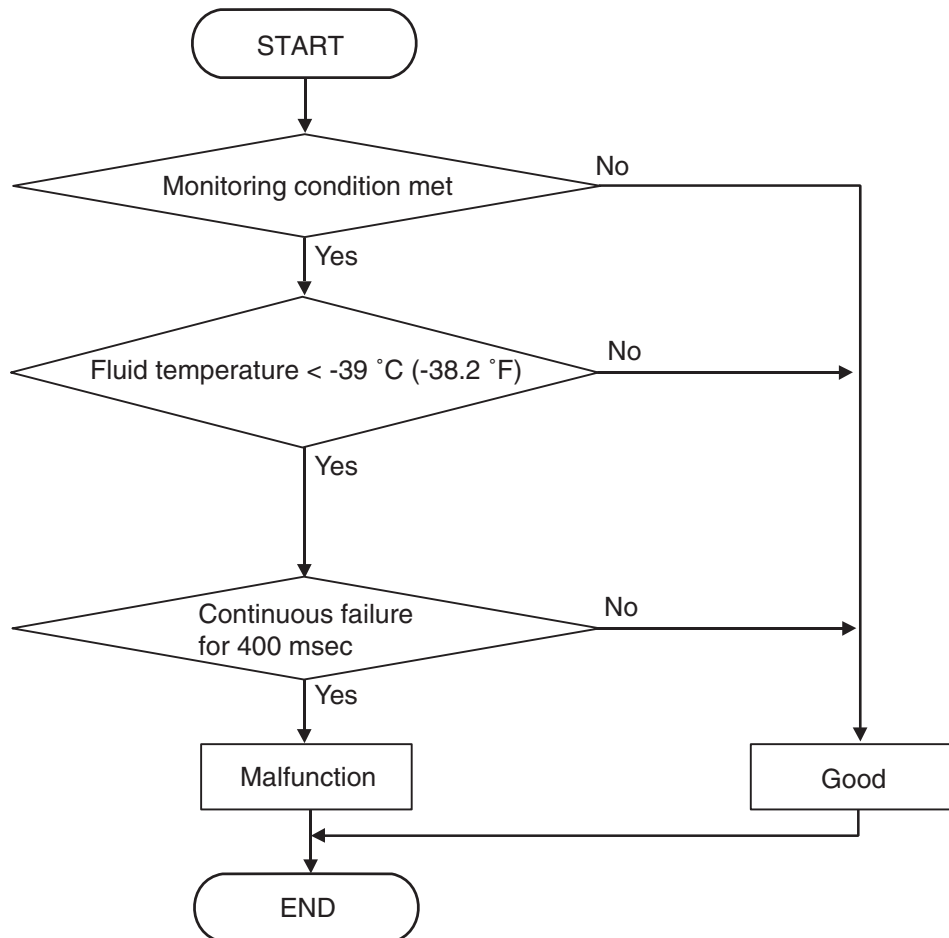 START
Monitoring condition met
No
Yes
Fluid temperature < -39 ˚C (-38.2 ˚F)
No
Yes
Continuous failure
for 400 msec
No
Yes
Malfunction
Good
END